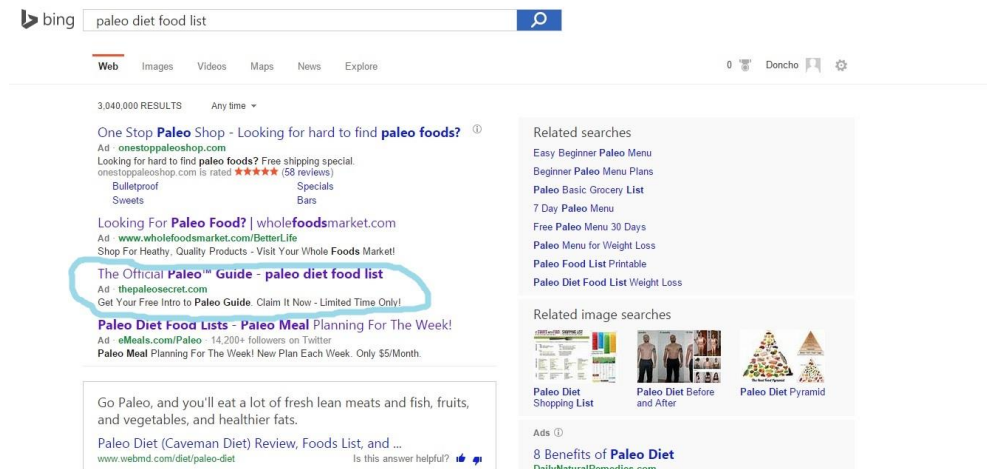 bing
paleo diet food list
Web Images Videos Maps News Explore
0 Doncho
3,040,000 RESULTS Any time
One Stop Paleo Shop - Looking for hard to find paleo foods?
Ad · onestoppaleoshop.com
Looking for hard to find paleo foods? Free shipping special.
onestoppaleoshop.com is rated ★★★★★ (58 reviews)
Bulletproof Specials
Sweets Bars
Looking For Paleo Food? | wholefoodsmarket.com
Ad · www.wholefoodsmarket.com/BetterLife
Shop For Heathy, Quality Products - Visit Your Whole Foods Market!
The Official Paleo™ Guide - paleo diet food list
Ad · thepaleosecret.com
Get Your Free Intro to Paleo Guide. Claim It Now - Limited Time Only!
Paleo Diet Food Lists - Paleo Meal Planning For The Week!
Ad · eMeals.com/Paleo · 14,200+ followers on Twitter
Paleo Meal Planning For The Week! New Plan Each Week. Only $5/Month.
Go Paleo, and you'll eat a lot of fresh lean meats and fish, fruits,
and vegetables, and healthier fats.
Paleo Diet (Caveman Diet) Review, Foods List, and ...
www.webmd.com/diet/paleo-diet Is this answer helpful?
Related searches
Easy Beginner Paleo Menu
Beginner Paleo Menu Plans
Paleo Basic Grocery List
7 Day Paleo Menu
Free Paleo Menu 30 Days
Paleo Menu for Weight Loss
Paleo Food List Printable
Paleo Diet Food List Weight Loss
Related image searches
Paleo Diet
Shopping List
Paleo Diet Before
and After
Paleo Diet Pyramid
Ads
8 Benefits of Paleo Diet
DailyNaturalRemedies.com